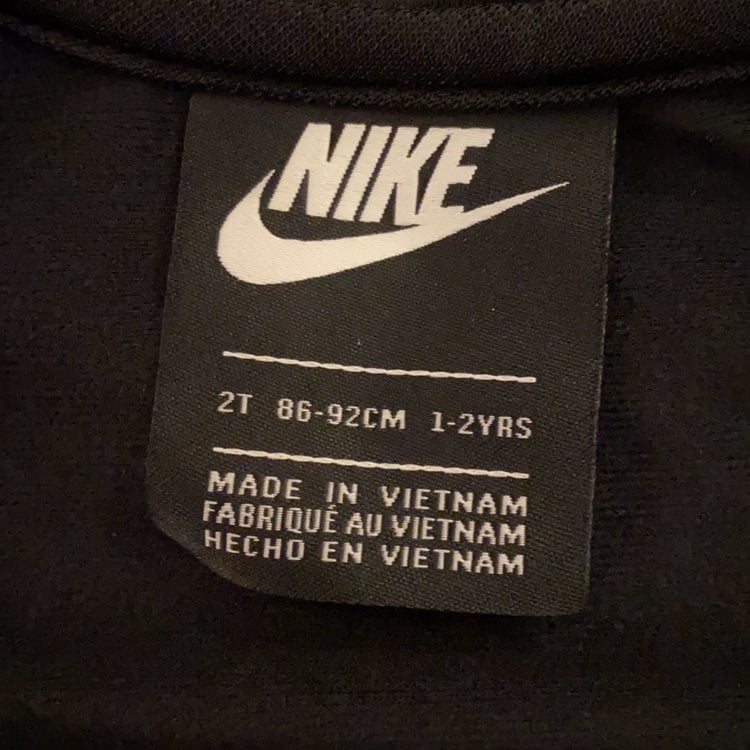 NIKE
2T 86-92CM 1-2YRS
MADE IN VIETNAM
FABRIQUÉ AU VIETNAM
HECHO EN VIETNAM